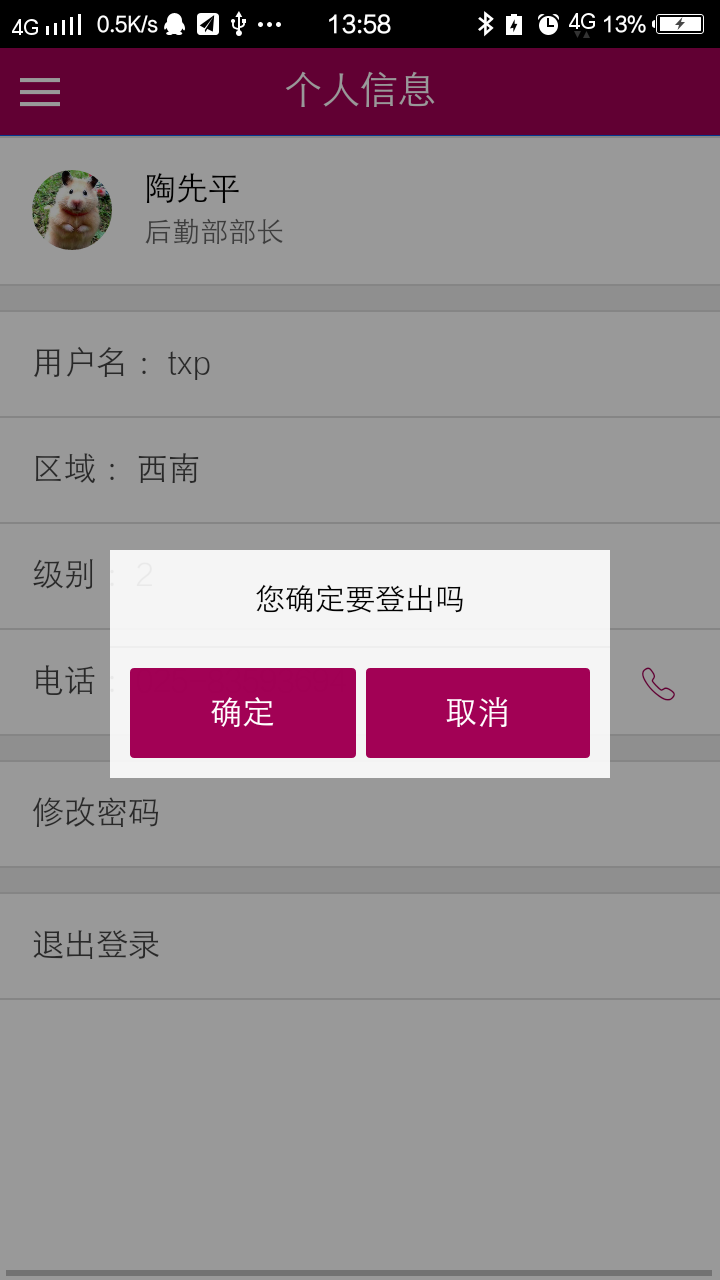 4G 0.5K/s 13:58 4G 13%
个人信息
陶先平
后勤部部长
用户名： txp
区域： 西南
级别： 2
您确定要登出吗
电话：
确定 取消
修改密码
退出登录